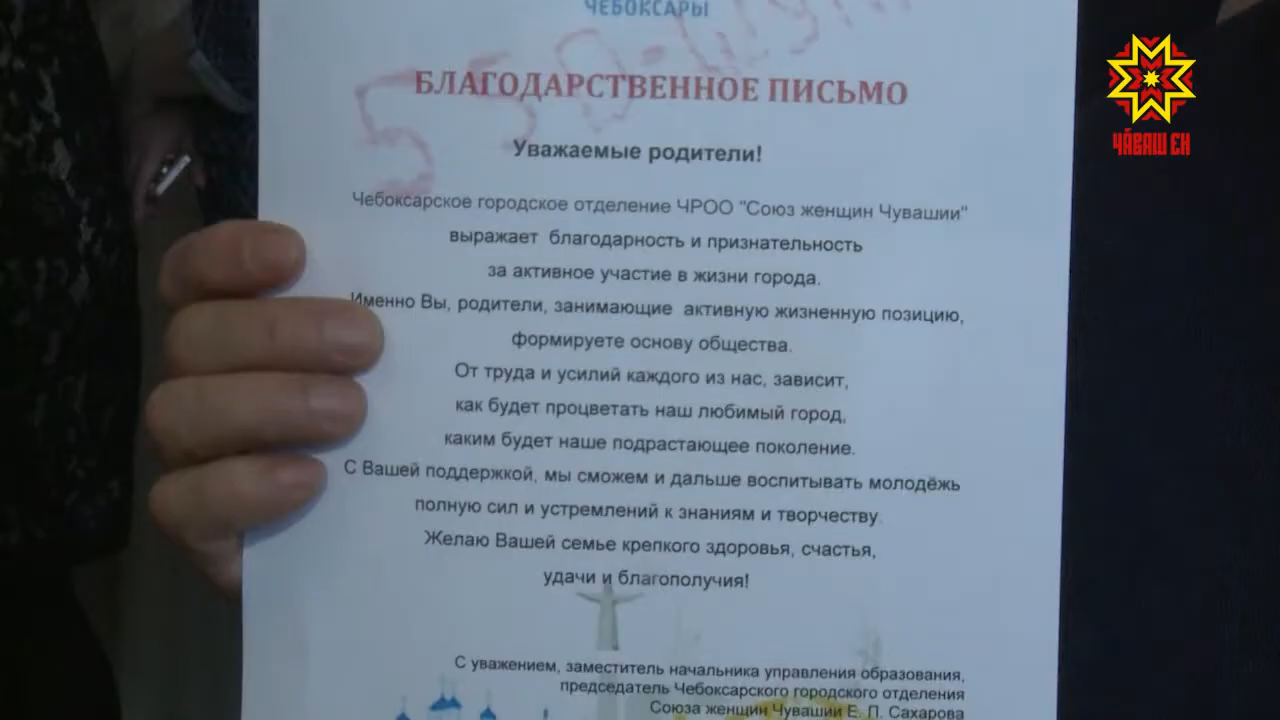 ЧЕБОКСАРЫ
550-ШУП
БЛАГОДАРСТВЕННОЕ ПИСЬМО
Уважаемые родители!
Чебоксарское городское отделение ЧРОО "Союз женщин Чувашии"
выражает благодарность и признательность
за активное участие в жизни города.
Именно Вы, родители, занимающие активную жизненную позицию,
формируете основу общества.
От труда и усилий каждого из нас, зависит,
как будет процветать наш любимый город,
каким будет наше подрастающее поколение.
С Вашей поддержкой, мы сможем и дальше воспитывать молодёжь
полную сил и устремлений к знаниям и творчеству.
Желаю Вашей семье крепкого здоровья, счастья,
удачи и благополучия!
С уважением, заместитель начальника управления образования,
председатель Чебоксарского городского отделения
Союза женщин Чувашии Е. П. Сахарова
ЧӐВАШ ЕН